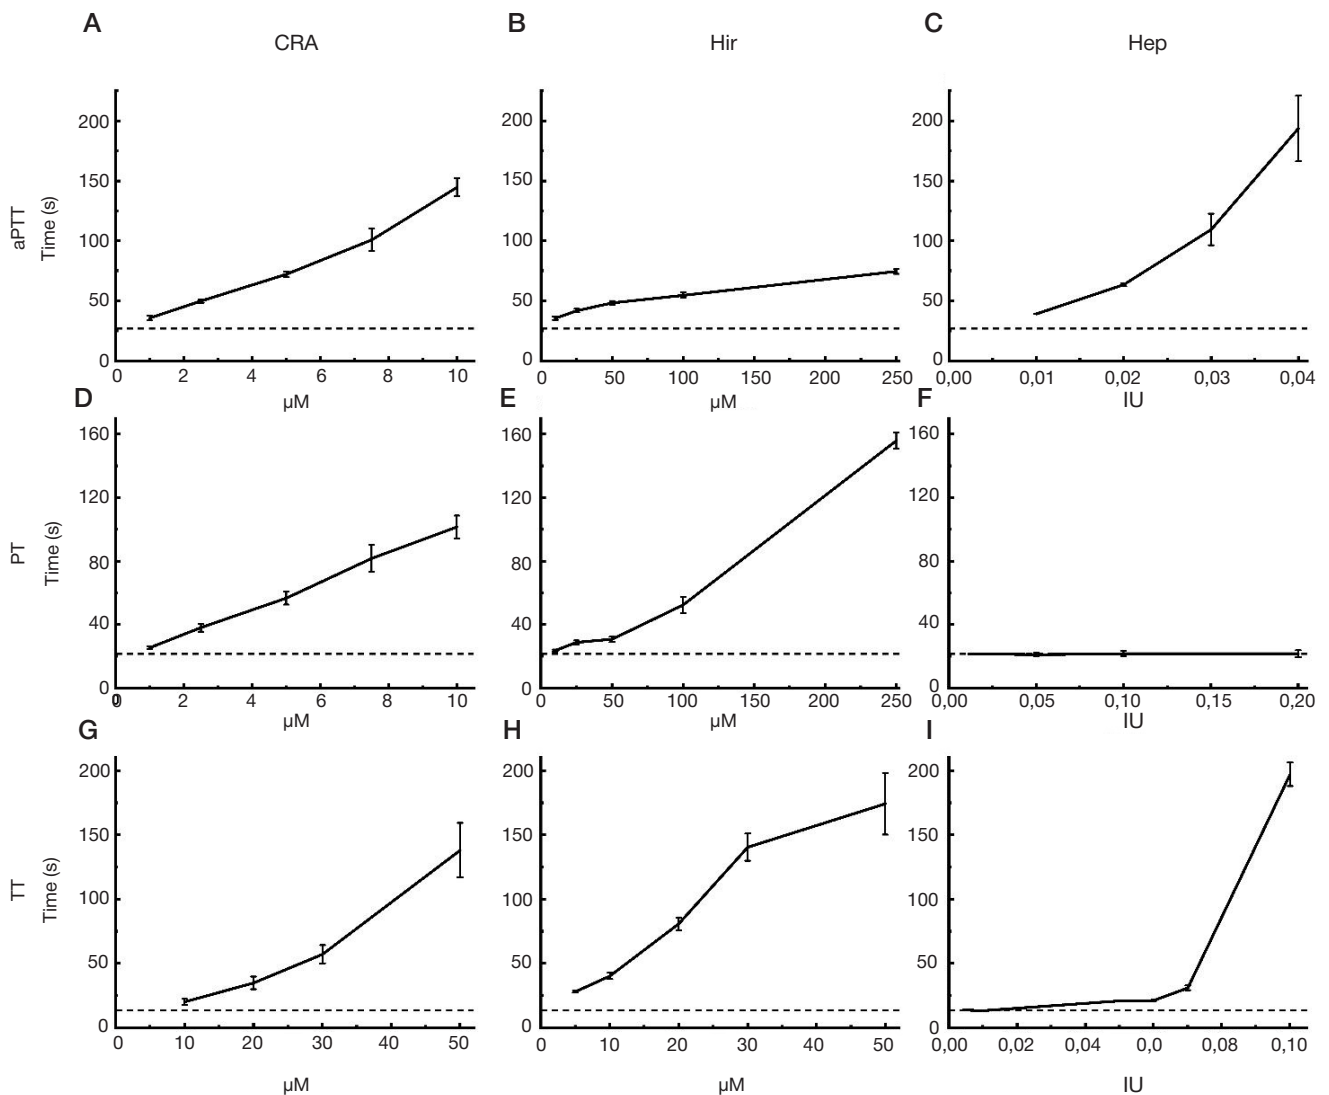 A B C
CRA Hir Hep
aPTT
Time (s)
200
150
100
50
0
0 2 4 6 8 10
µM
200
150
100
50
0
0 50 100 150 200 250
µM
200
150
100
50
0
0,00 0,01 0,02 0,03 0,04
IU
D E F
PT
Time (s)
160
120
80
40
0
0 2 4 6 8 10
µM
160
120
80
40
0
0 50 100 150 200 250
µM
160
120
80
40
0
0,05 0,10 0,15 0,20
IU
G H I
TT
Time (s)
200
150
100
50
0
0 10 20 30 40 50
µM
200
150
100
50
0
0 10 20 30 40 50
µM
200
150
100
50
0
0,00 0,02 0,04 0,0 0,08 0,10
IU